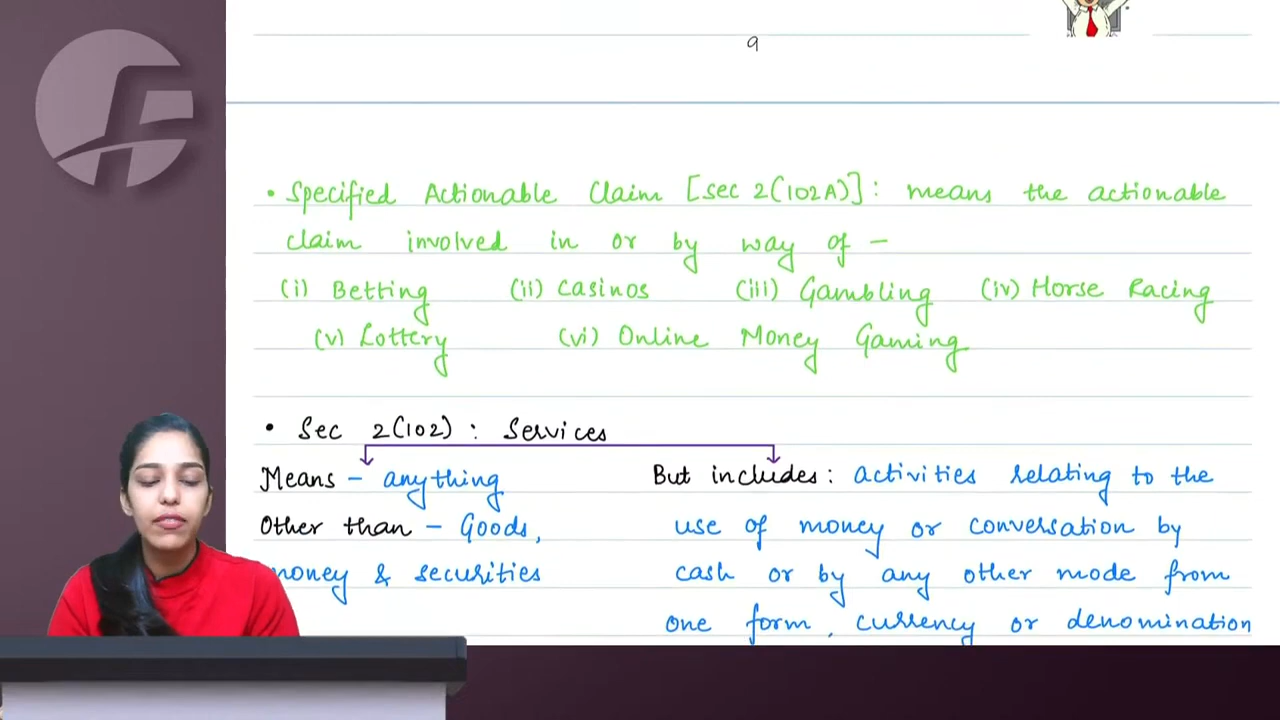 9
• Specified Actionable Claim [sec 2(102A)] : means the actionable
claim involved in or by way of –
(i) Betting (ii) Casinos (iii) Gambling (iv) Horse Racing
(v) Lottery (vi) Online Money Gaming
• Sec 2(102) : Services
Means – anything
Other than – Goods,
money & securities
But includes : activities relating to the
use of money or conversation by
cash or by any other mode from
one form, currency or denomination